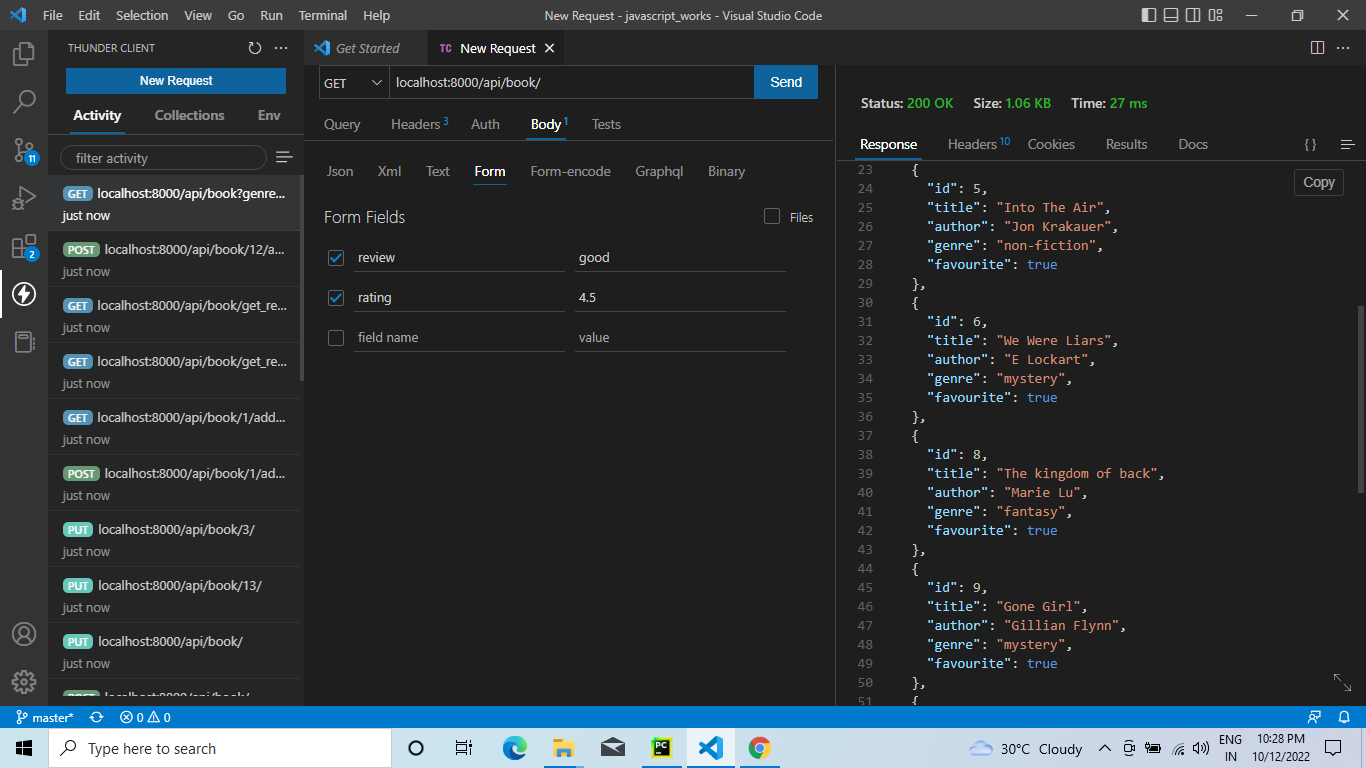 File Edit Selection View Go Run Terminal Help
New Request - javascript_works - Visual Studio Code
THUNDER CLIENT
New Request
Activity Collections Env
filter activity
GET localhost:8000/api/book?genre...
just now
POST localhost:8000/api/book/12/a...
just now
GET localhost:8000/api/book/get_re...
just now
GET localhost:8000/api/book/get_re...
just now
GET localhost:8000/api/book/1/add...
just now
POST localhost:8000/api/book/1/ad...
just now
PUT localhost:8000/api/book/3/
just now
PUT localhost:8000/api/book/13/
just now
PUT localhost:8000/api/book/
just now
POST localhost:8000/api/book/
11
2
Get Started
TC New Request
GET localhost:8000/api/book/ Send
Query Headers 3 Auth Body 1 Tests
Json Xml Text Form Form-encode Graphql Binary
Form Fields Files
review good
rating 4.5
field name value
Status: 200 OK Size: 1.06 KB Time: 27 ms
Response Headers 10 Cookies Results Docs { }
Copy
23 {
24 "id": 5,
25 "title": "Into The Air",
26 "author": "Jon Krakauer",
27 "genre": "non-fiction",
28 "favourite": true
29 },
30 {
31 "id": 6,
32 "title": "We Were Liars",
33 "author": "E Lockart",
34 "genre": "mystery",
35 "favourite": true
36 },
37 {
38 "id": 8,
39 "title": "The kingdom of back",
40 "author": "Marie Lu",
41 "genre": "fantasy",
42 "favourite": true
43 },
44 {
45 "id": 9,
46 "title": "Gone Girl",
47 "author": "Gillian Flynn",
48 "genre": "mystery",
49 "favourite": true
50 },
51 {
master* 0 0
Type here to search
PC
30°C Cloudy
ENG
IN
10:28 PM
10/12/2022